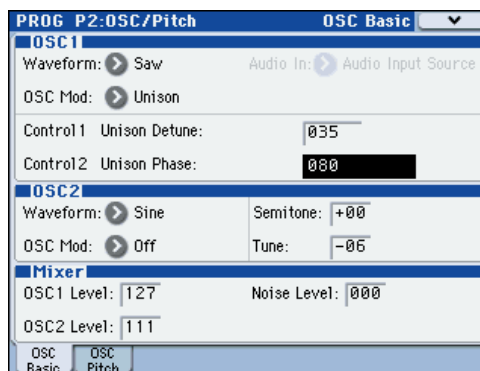 PROG P2:OSC/Pitch OSC Basic
OSC1
Waveform: Saw Audio In: Audio Input Source
OSC Mod: Unison
Control1 Unison Detune: 035
Control2 Unison Phase: 080
OSC2
Waveform: Sine Semitone: +00
OSC Mod: Off Tune: -06
Mixer
OSC1 Level: 127 Noise Level: 000
OSC2 Level: 111
OSC Basic OSC Pitch